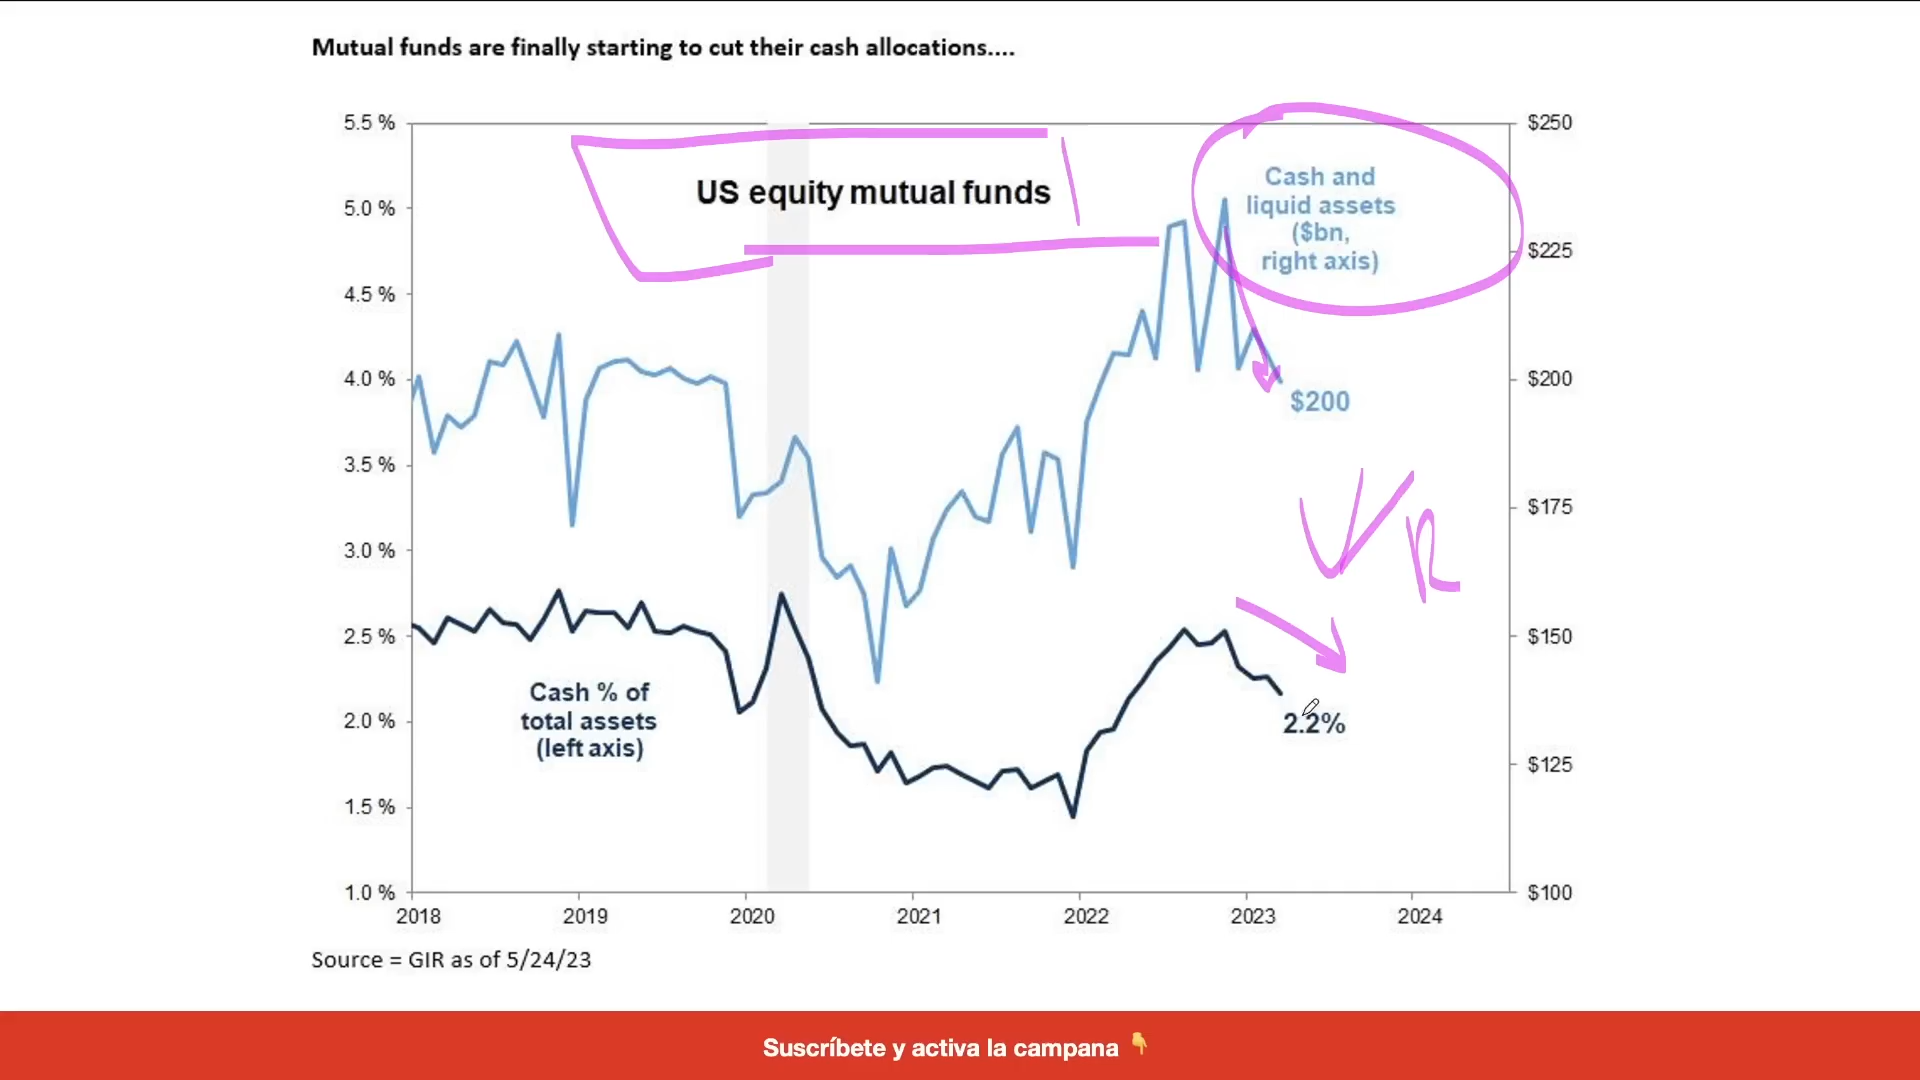 Mutual funds are finally starting to cut their cash allocations....
5.5 %
$250
US equity mutual funds
Cash and
liquid assets
($bn,
right axis)
5.0 %
$225
4.5 %
4.0 %
$200
$200
3.5 %
$175
3.0 %
2.5 %
$150
Cash % of
total assets
(left axis)
2.0 %
2.2%
$125
1.5 %
1.0 %
$100
2018 2019 2020 2021 2022 2023 2024
Source = GIR as of 5/24/23
Suscríbete y activa la campana 👇